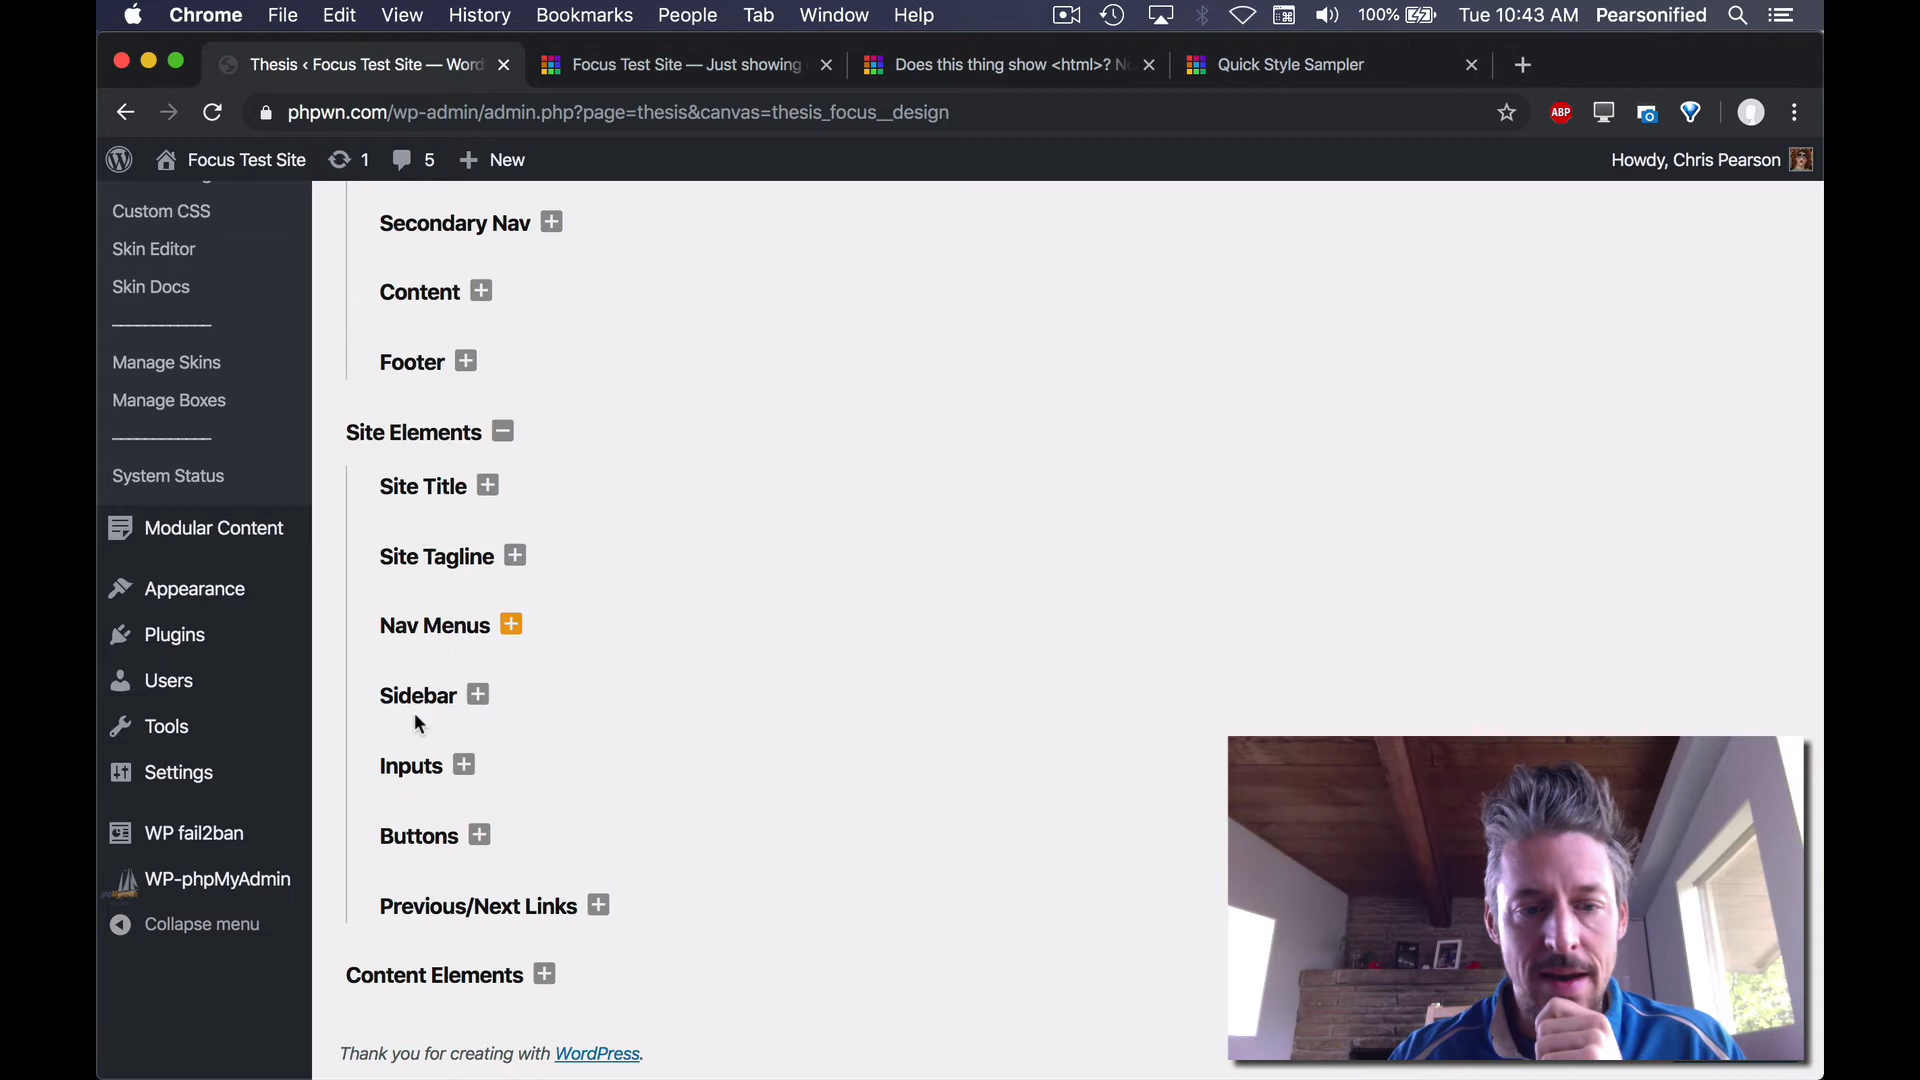 Chrome File Edit View History Bookmarks People Tab Window Help 100% Tue 10:43 AM Pearsonified
Thesis ‹ Focus Test Site — Word Focus Test Site — Just showing Does this thing show <html>? No Quick Style Sampler
phpwn.com/wp-admin/admin.php?page=thesis&canvas=thesis_focus__design ABP
Focus Test Site 1 5 New Howdy, Chris Pearson
Custom CSS
Skin Editor
Skin Docs
Manage Skins
Manage Boxes
System Status
Modular Content
Appearance
Plugins
Users
Tools
Settings
WP fail2ban
WP-phpMyAdmin
Collapse menu
Secondary Nav
Content
Footer
Site Elements
Site Title
Site Tagline
Nav Menus
Sidebar
Inputs
Buttons
Previous/Next Links
Content Elements
Thank you for creating with WordPress.